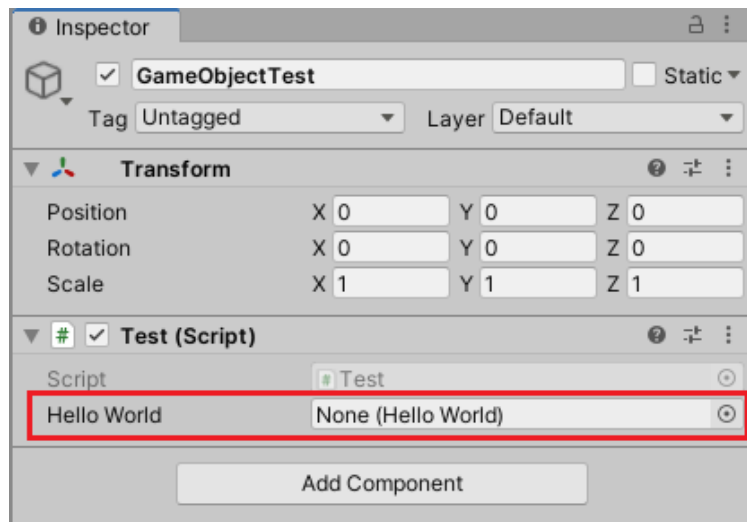 Inspector
GameObjectTest Static
Tag Untagged Layer Default
Transform
Position X 0 Y 0 Z 0
Rotation X 0 Y 0 Z 0
Scale X 1 Y 1 Z 1
# Test (Script)
Script # Test
Hello World None (Hello World)
Add Component